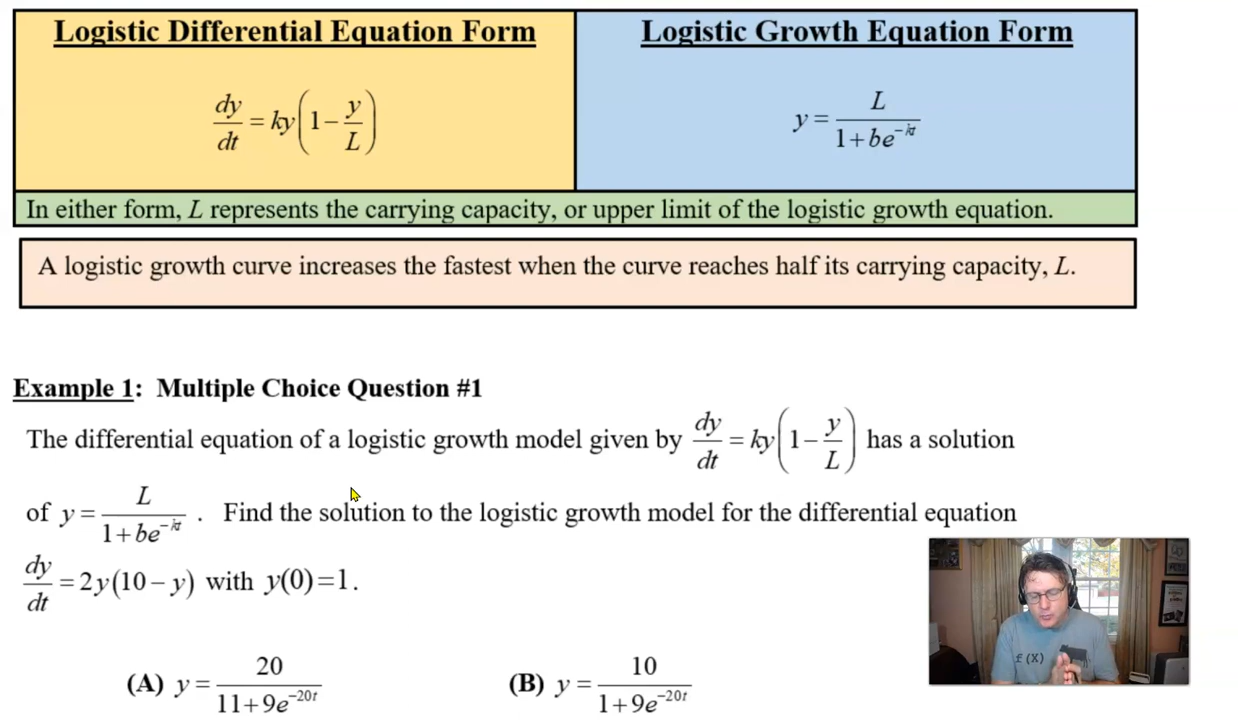 Logistic Differential Equation Form
dy/dt = ky(1 − y/L)
Logistic Growth Equation Form
y = L/(1+be^(−kt))
In either form, L represents the carrying capacity, or upper limit of the logistic growth equation.
A logistic growth curve increases the fastest when the curve reaches half its carrying capacity, L.
Example 1: Multiple Choice Question #1
The differential equation of a logistic growth model given by dy/dt = ky(1 − y/L) has a solution
of y = L/(1+be^(−kt)) . Find the solution to the logistic growth model for the differential equation
dy/dt = 2y(10 − y) with y(0)=1.
(A) y = 20/(11+9e^(−20t))
(B) y = 10/(1+9e^(−20t))
f (X)